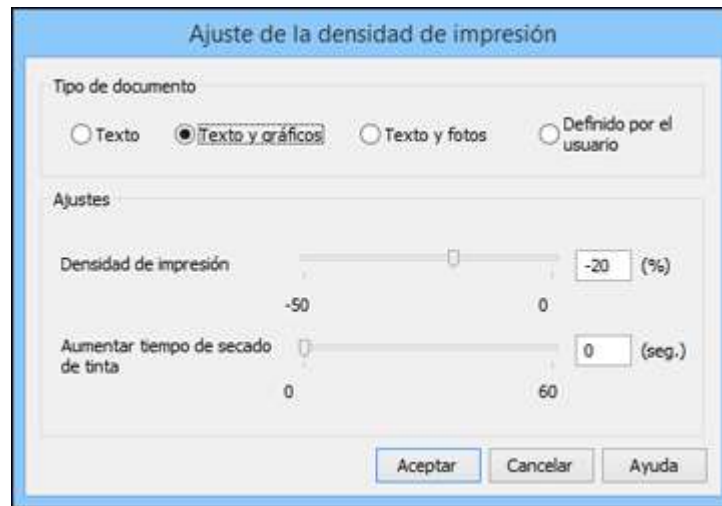 Ajuste de la densidad de impresión
Tipo de documento
Texto
Texto y gráficos
Texto y fotos
Definido por el
usuario
Ajustes
Densidad de impresión
-20 (%)
-50 0
Aumentar tiempo de secado
de tinta
0 (seg.)
0 60
Aceptar Cancelar Ayuda